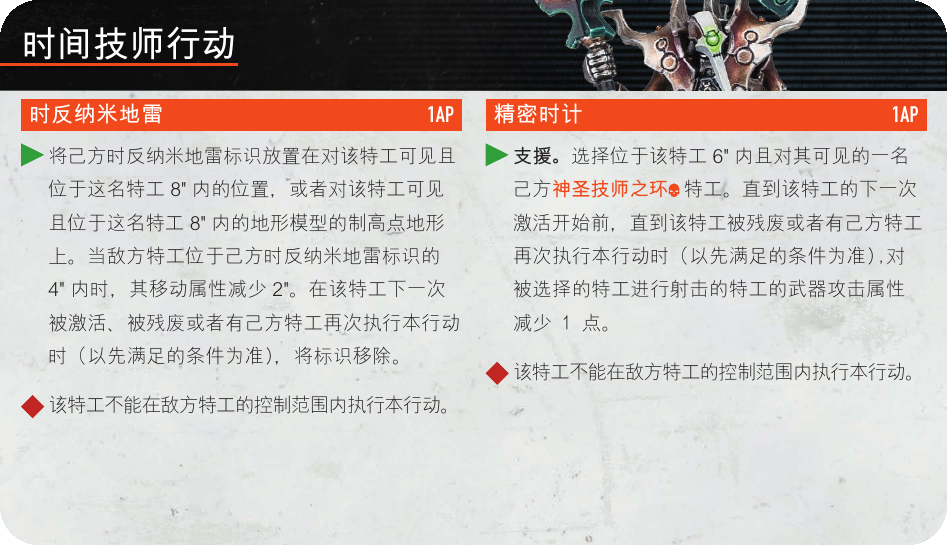 时间技师行动
时反纳米地雷 1AP
将己方时反纳米地雷标识放置在对该特工可见且
位于这名特工 8" 内的位置，或者对该特工可见
且位于这名特工 8" 内的地形模型的制高点地形
上。当敌方特工位于己方时反纳米地雷标识的
4" 内时，其移动属性减少 2"。在该特工下一次
被激活、被残废或者有己方特工再次执行本行动
时（以先满足的条件为准），将标识移除。
该特工不能在敌方特工的控制范围内执行本行动。
精密时计 1AP
支援。选择位于该特工 6" 内且对其可见的一名
己方神圣技师之环特工。直到该特工的下一次
激活开始前，直到该特工被残废或者有己方特工
再次执行本行动时（以先满足的条件为准）,对
被选择的特工进行射击的特工的武器攻击属性
减少 1 点。
该特工不能在敌方特工的控制范围内执行本行动。